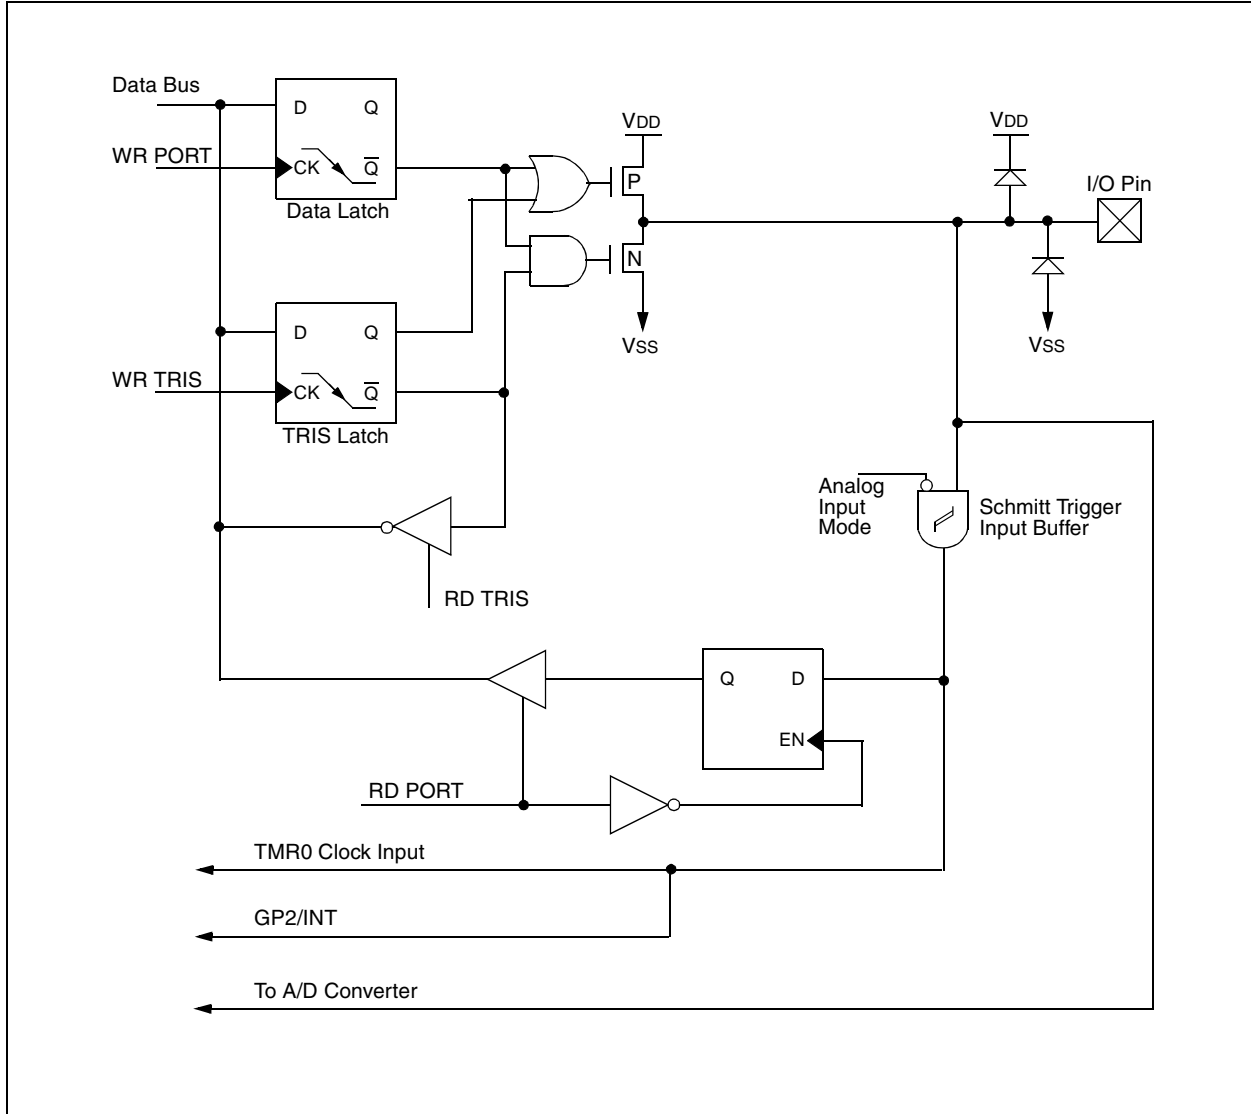 Data Bus
D Q
WR PORT
CK Q̅
Data Latch
VDD
P
N
VSS
VDD
I/O Pin
VSS
D Q
WR TRIS
CK Q̅
TRIS Latch
Analog
Input
Mode
Schmitt Trigger
Input Buffer
RD TRIS
Q D
EN
RD PORT
TMR0 Clock Input
GP2/INT
To A/D Converter